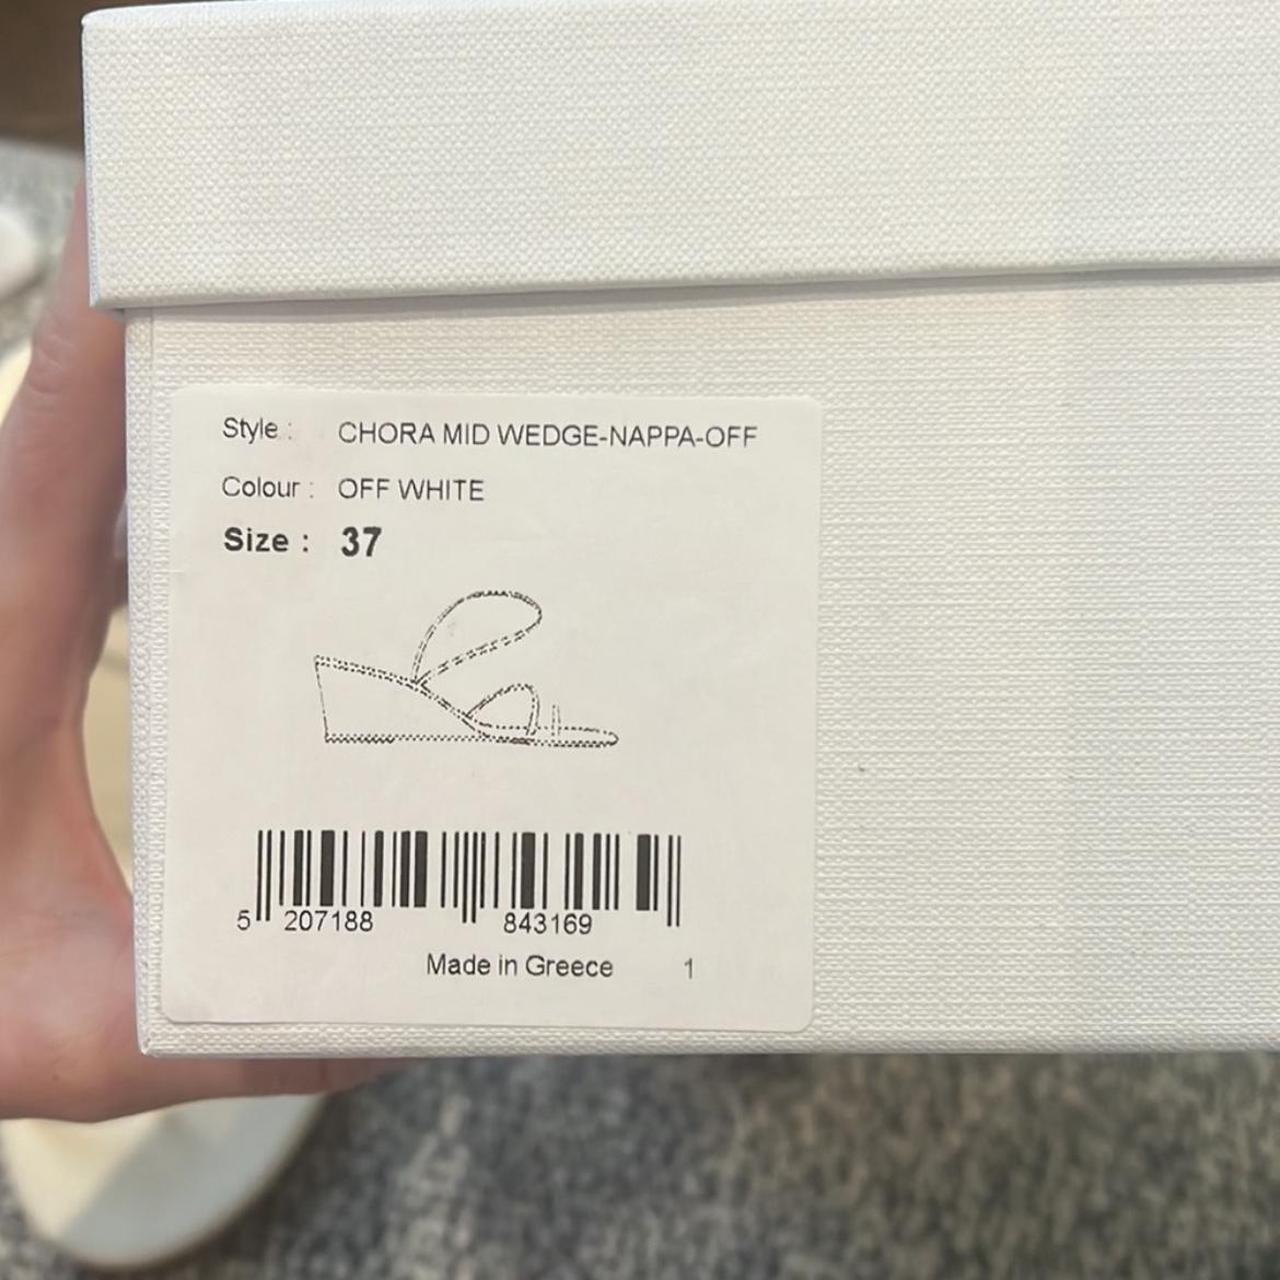 Style : CHORA MID WEDGE-NAPPA-OFF
Colour : OFF WHITE
Size : 37
5 207188 843169
Made in Greece 1